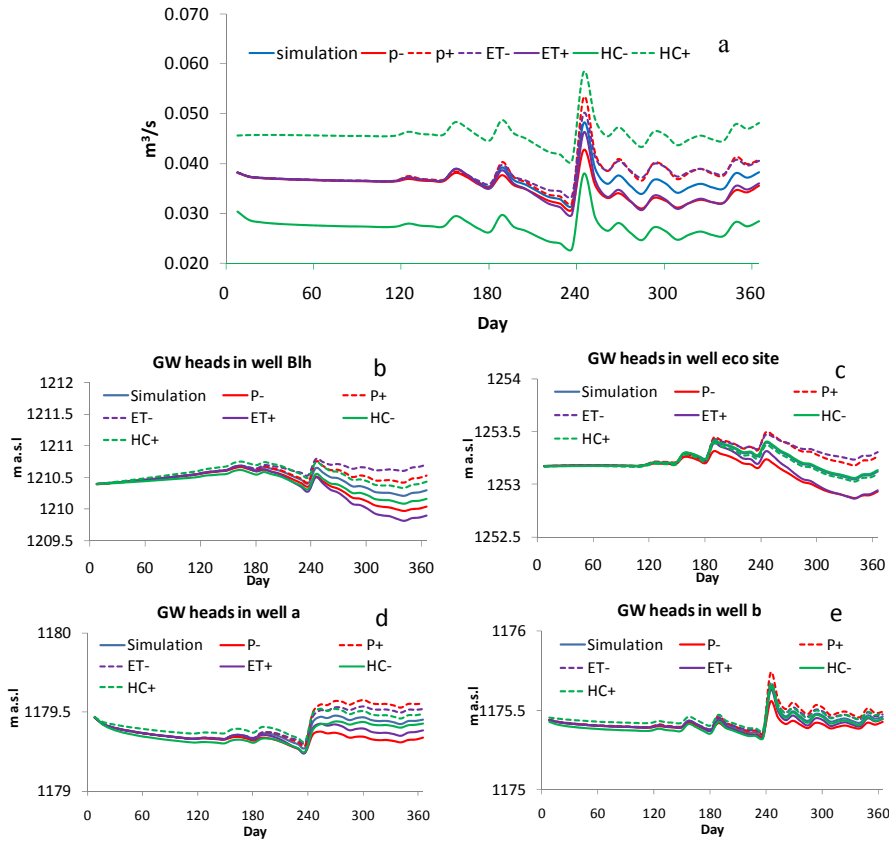 a
simulation p- p+ ET- ET+ HC- HC+
0.070
0.060
0.050
0.040
0.030
0.020
m³/s
0 60 120 180 240 300 360
Day
GW heads in well Blh b
Simulation P- P+
ET- ET+ HC-
HC+
1212
1211
1210.5
1210
1209.5
m a.s.l
0 60 120 180 240 300 360
Day
GW heads in well eco site c
Simulation P- P+
ET- ET+ HC-
HC+
1254
1253.5
1253
1252.5
m a.s.l
0 60 120 180 240 300 360
Day
GW heads in well a d
Simulation P- P+
ET- ET+ HC-
HC+
1180
1179.5
1179
m a.s.l
0 60 120 180 240 300 360
Day
GW heads in well b e
Simulation P- P+
ET- ET+ HC-
HC+
1176
1175.5
1175
m a.s.l
0 60 120 180 240 300 360
Day